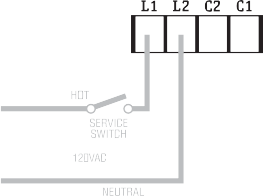 L1 L2 C2 C1
HOT
SERVICE
SWITCH
120VAC
NEUTRAL